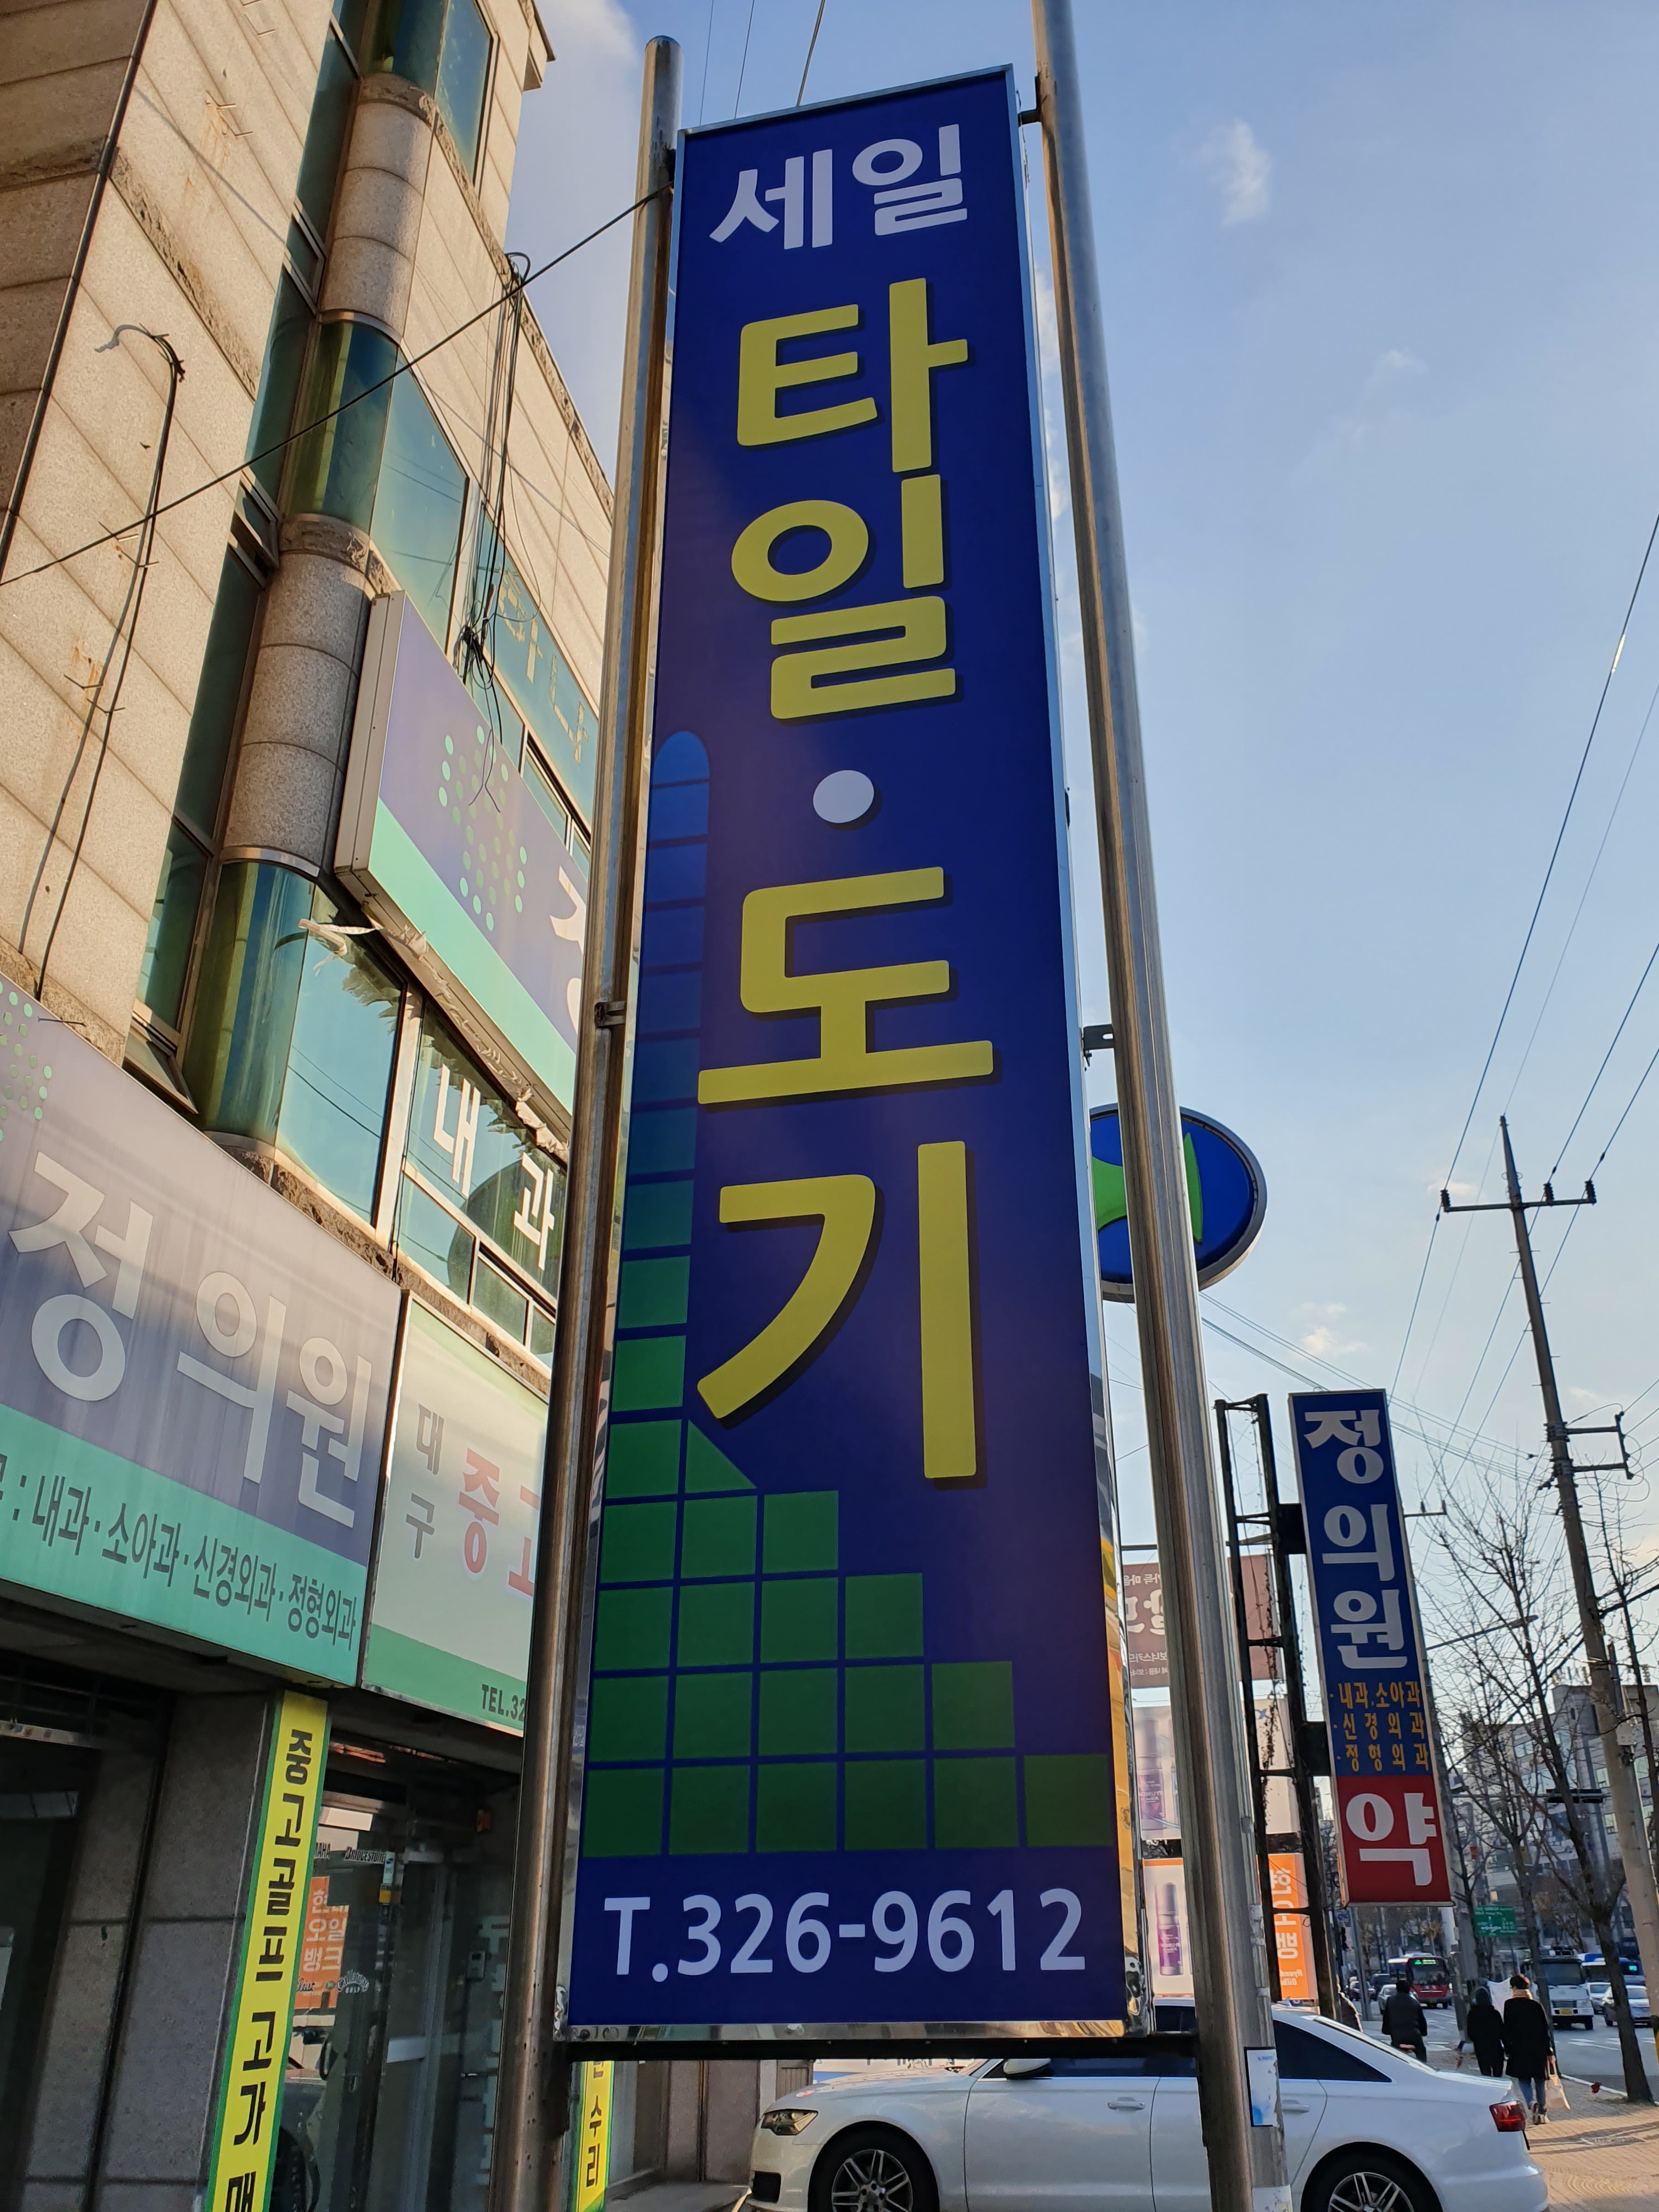 세일
타일·도기
T.326-9612
내과
정의원
: 내과·소아과·신경외과·정형외과
대구
TEL.32
중고골프 고가
수리
정의원
내과·소아과
·신경외과
·정형외과
약